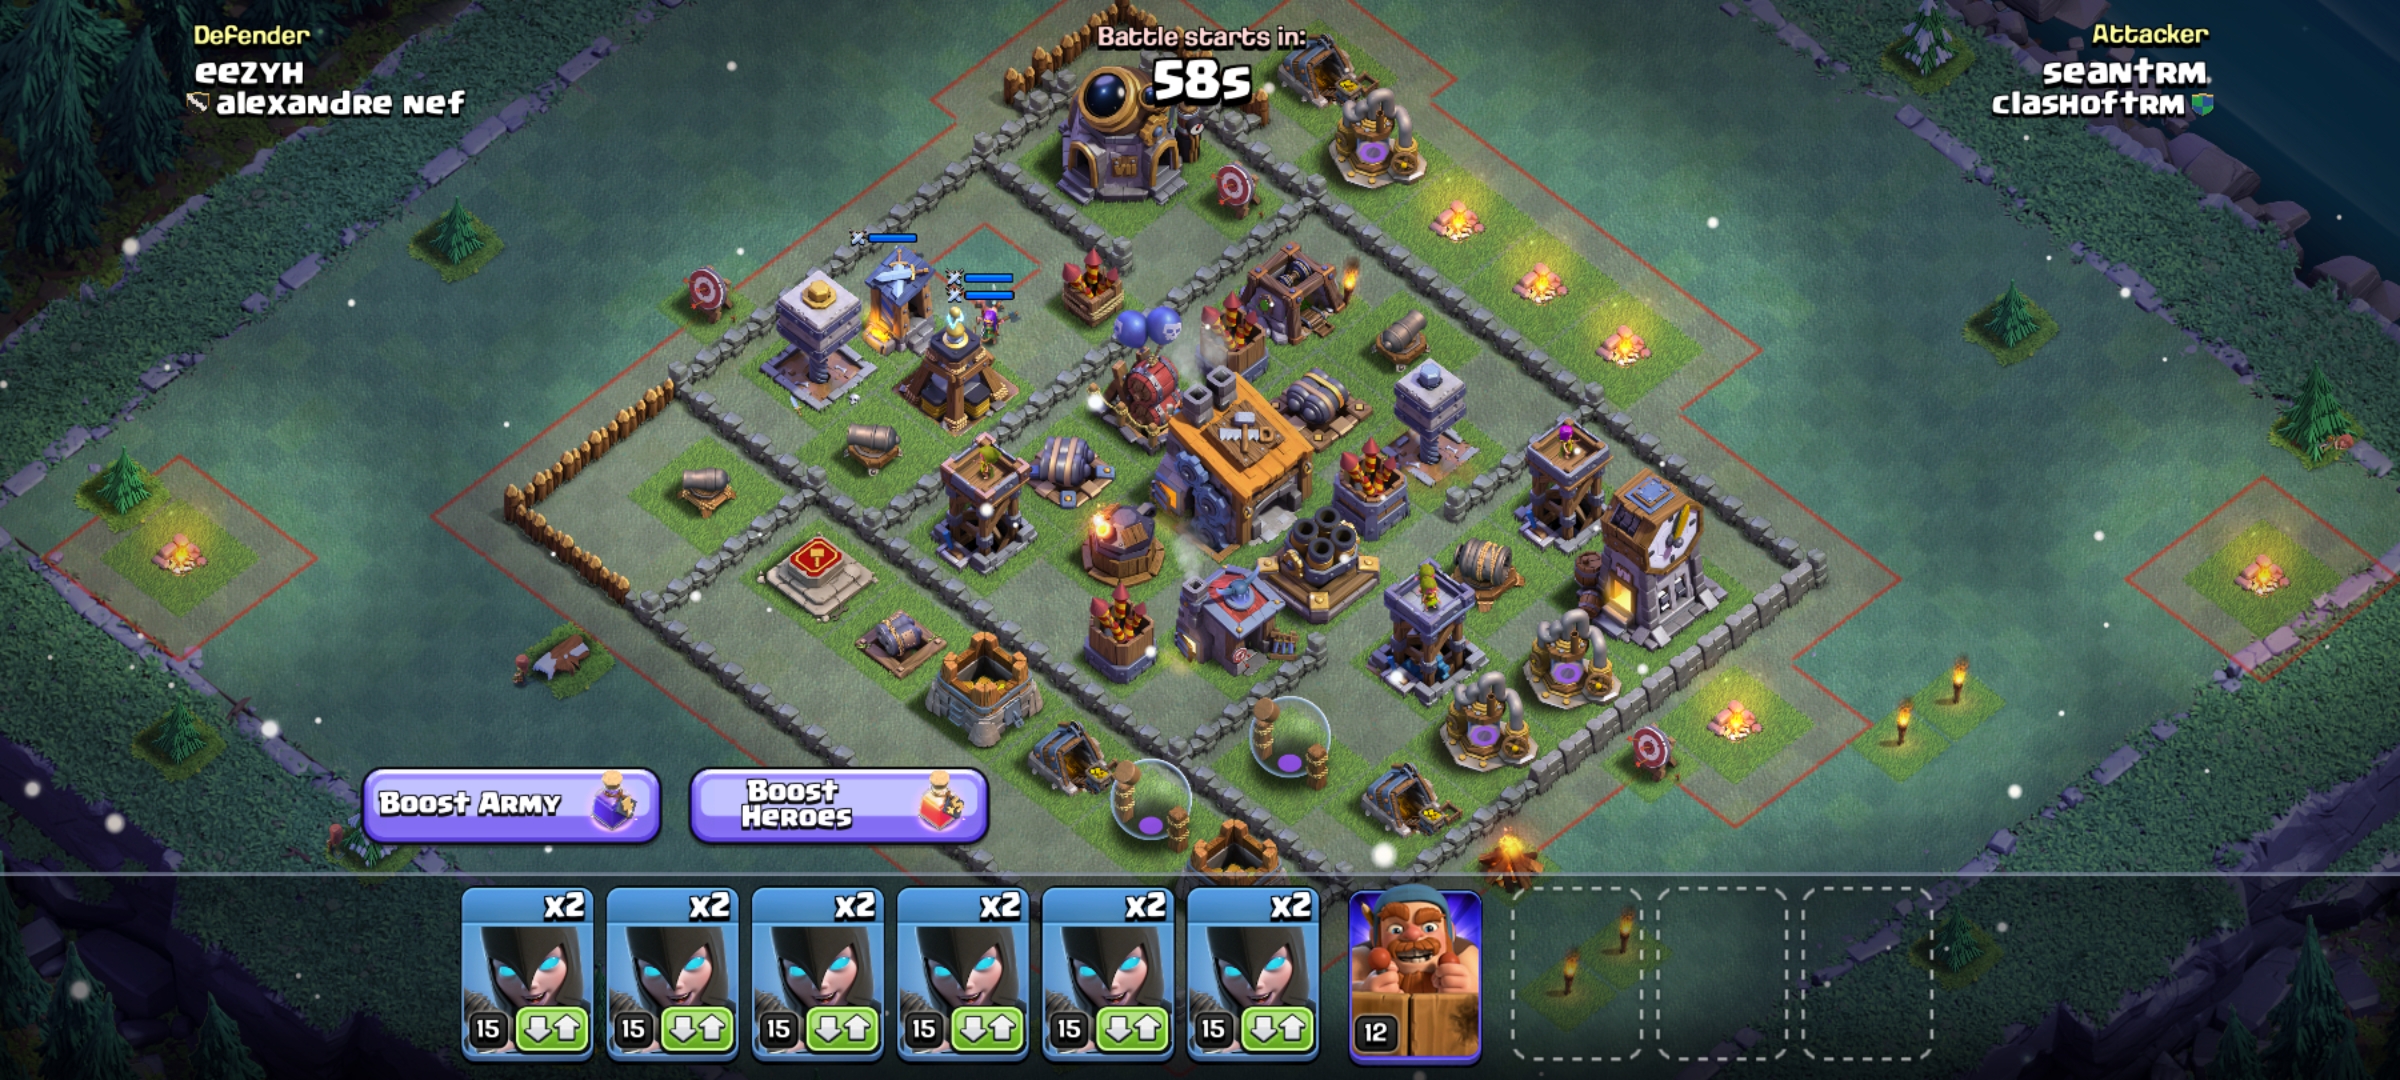 Defender
eezyh
alexandre nef
Battle starts in:
58s
Attacker
seantrm
clashoftrm
Boost Army
Boost
Heroes
x2
x2
x2
x2
x2
x2
15
15
15
15
15
15
12